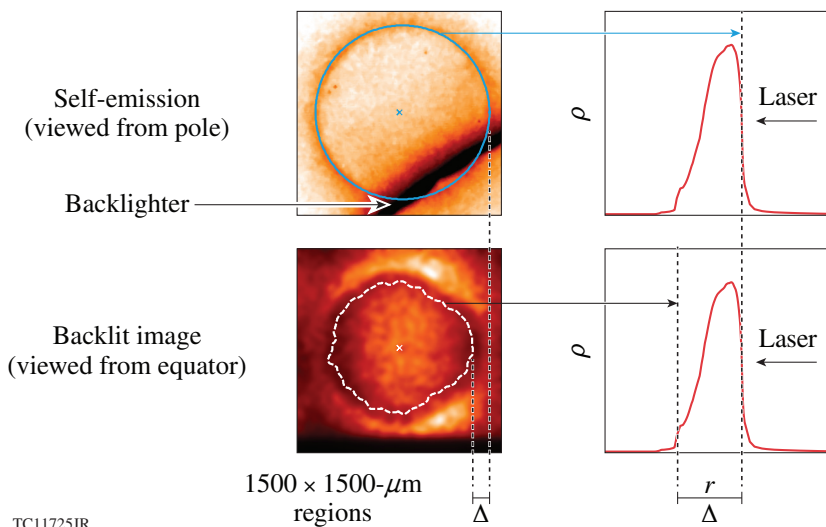 Self-emission
(viewed from pole)
Backlighter
ρ
Laser
Backlit image
(viewed from equator)
ρ
Laser
1500 × 1500-μm
regions
Δ
r
Δ
TC11725JR